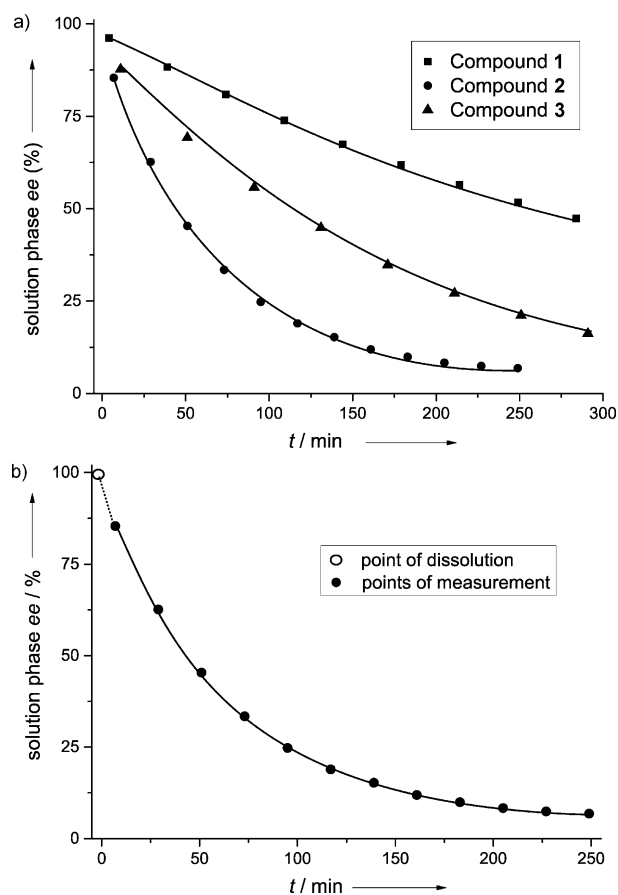 a)
100
75
50
25
0
solution phase ee (%)
Compound 1
Compound 2
Compound 3
0 50 100 150 200 250 300
t / min
b)
100
75
50
25
0
solution phase ee / %
point of dissolution
points of measurement
0 50 100 150 200 250
t / min